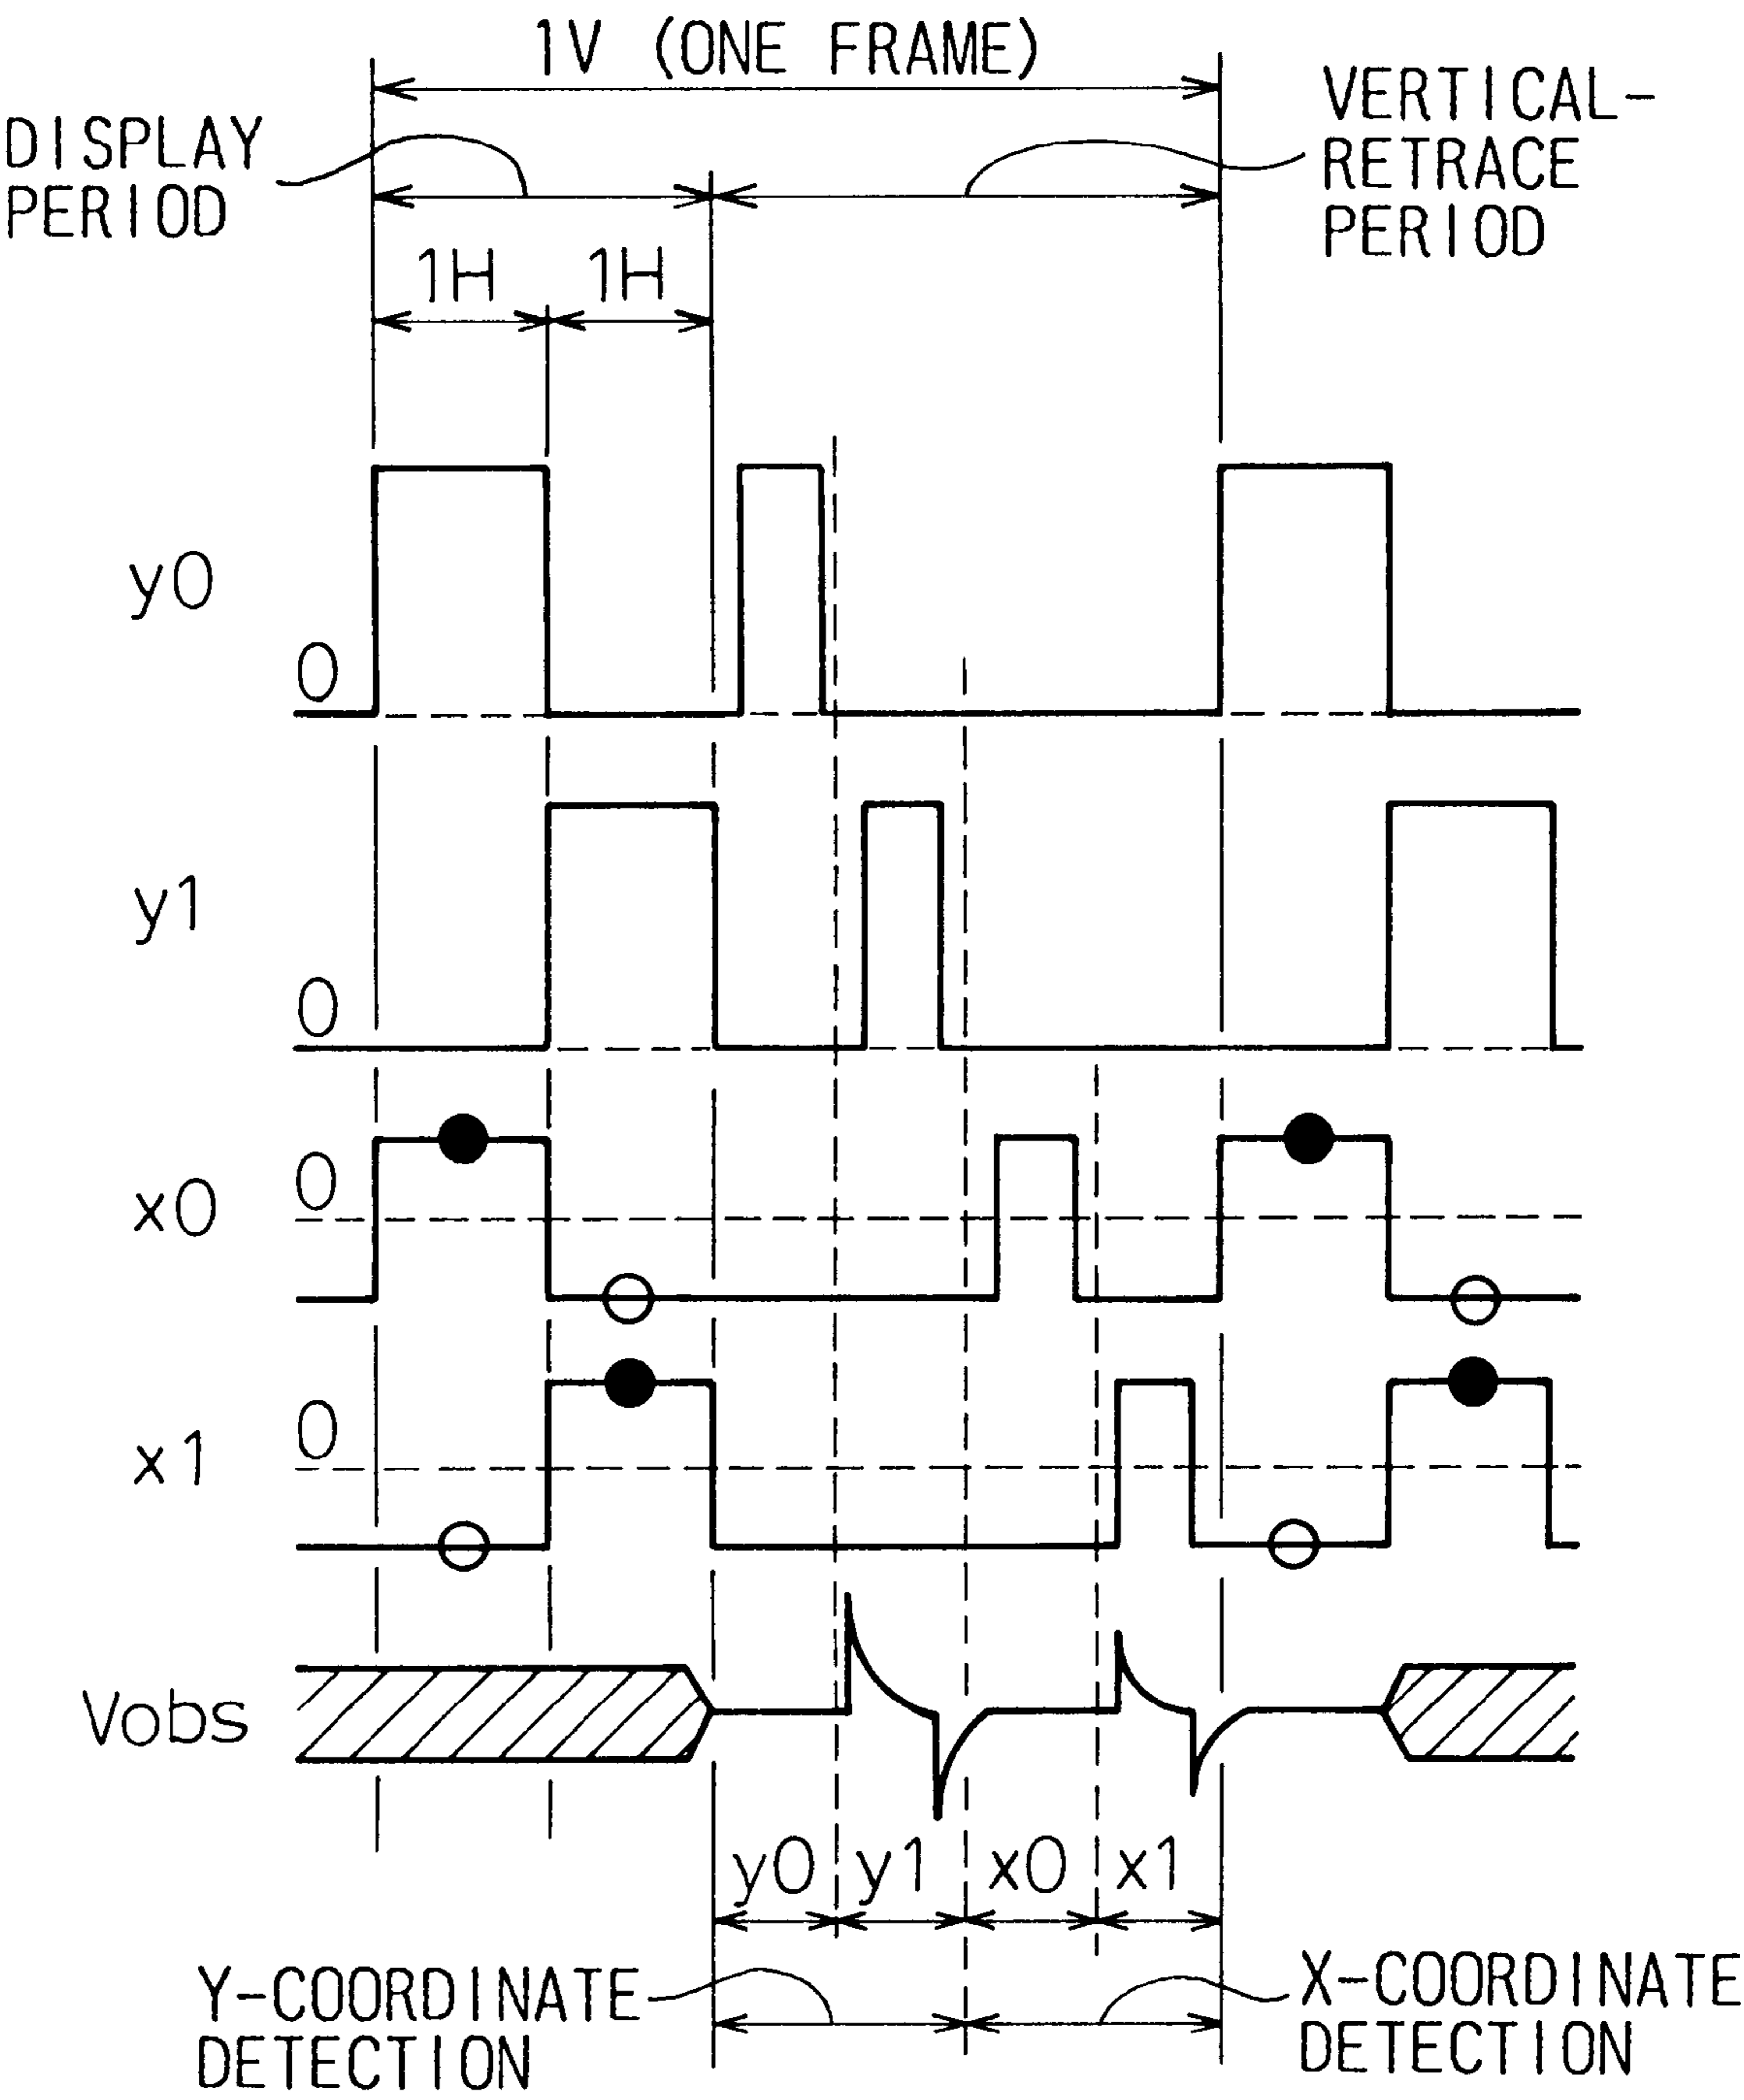 1V (ONE FRAME)
DISPLAY
PERIOD
VERTICAL-
RETRACE
PERIOD
1H
1H
y0
0
y1
0
x0
0
x1
0
Vobs
y0
y1
x0
x1
Y-COORDINATE
DETECTION
X-COORDINATE
DETECTION